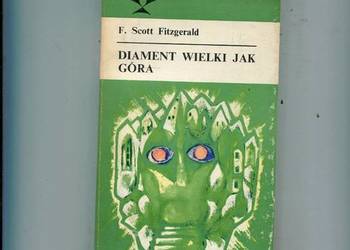 F. Scott Fitzgerald
DIAMENT WIELKI JAK
GÓRA